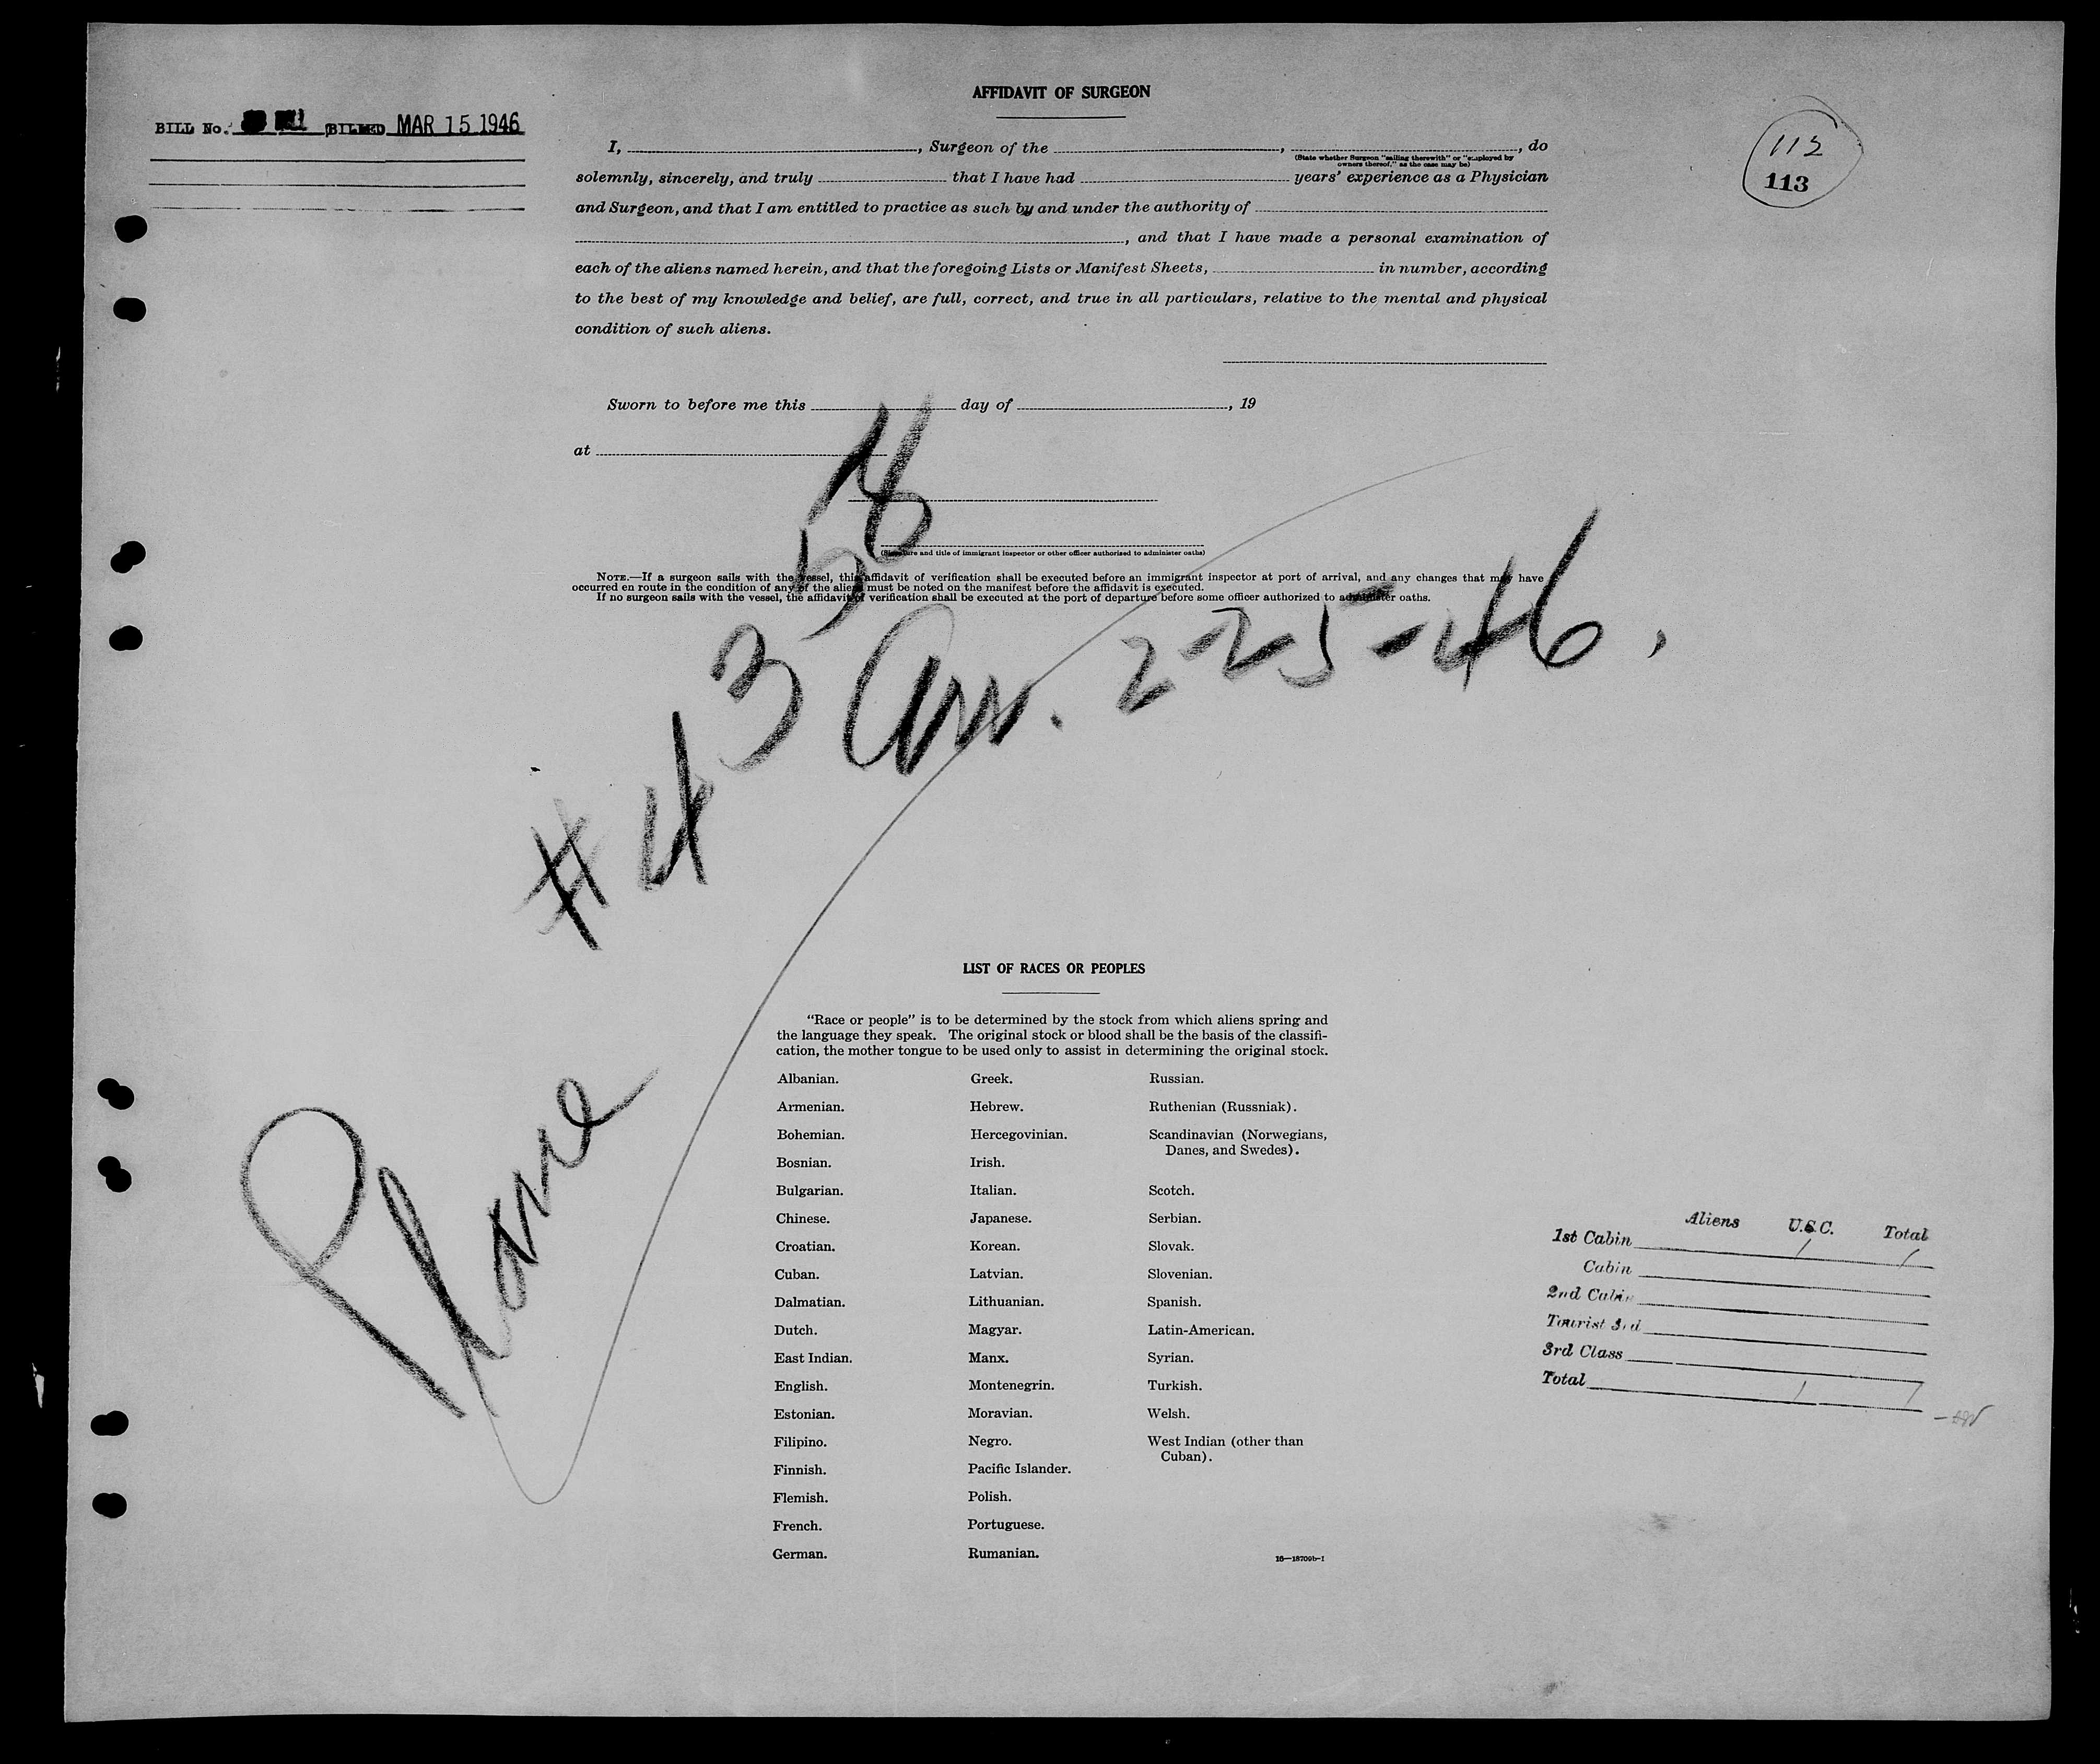 AFFIDAVIT OF SURGEON
BILL No. BILLED MAR 15 1946
112
113
I, , Surgeon of the , , do
(State whether Surgeon "sailing therewith" or "employed by
owners thereof," as the case may be)
solemnly, sincerely, and truly that I have had years' experience as a Physician
and Surgeon, and that I am entitled to practice as such by and under the authority of
, and that I have made a personal examination of
each of the aliens named herein, and that the foregoing Lists or Manifest Sheets, in number, according
to the best of my knowledge and belief, are full, correct, and true in all particulars, relative to the mental and physical
condition of such aliens.
Sworn to before me this day of , 19
at
(Signature and title of immigrant inspector or other officer authorized to administer oaths)
NOTE.—If a surgeon sails with the vessel, this affidavit of verification shall be executed before an immigrant inspector at port of arrival, and any changes that may have
occurred en route in the condition of any of the aliens must be noted on the manifest before the affidavit is executed.
If no surgeon sails with the vessel, the affidavit of verification shall be executed at the port of departure before some officer authorized to administer oaths.
Plane #4358
Arr. 2-25-46.
LIST OF RACES OR PEOPLES
"Race or people" is to be determined by the stock from which aliens spring and
the language they speak. The original stock or blood shall be the basis of the classifi-
cation, the mother tongue to be used only to assist in determining the original stock.
Albanian.
Armenian.
Bohemian.
Bosnian.
Bulgarian.
Chinese.
Croatian.
Cuban.
Dalmatian.
Dutch.
East Indian.
English.
Estonian.
Filipino.
Finnish.
Flemish.
French.
German.
Greek.
Hebrew.
Hercegovinian.
Irish.
Italian.
Japanese.
Korean.
Latvian.
Lithuanian.
Magyar.
Manx.
Montenegrin.
Moravian.
Negro.
Pacific Islander.
Polish.
Portuguese.
Rumanian.
Russian.
Ruthenian (Russniak).
Scandinavian (Norwegians,
Danes, and Swedes).
Scotch.
Serbian.
Slovak.
Slovenian.
Spanish.
Latin-American.
Syrian.
Turkish.
Welsh.
West Indian (other than
Cuban).
16—18709b-1
Aliens U.S.C. Total
1st Cabin 1 1
Cabin
2nd Cabin
Tourist 3rd
3rd Class
Total 1 1